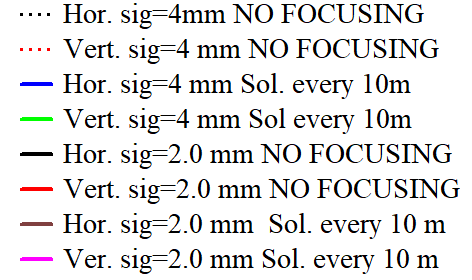 Hor. sig=4mm NO FOCUSING
Vert. sig=4 mm NO FOCUSING
Hor. sig=4 mm Sol. every 10m
Vert. sig=4 mm Sol every 10m
Hor. sig=2.0 mm NO FOCUSING
Vert. sig=2.0 mm NO FOCUSING
Hor. sig=2.0 mm  Sol. every 10 m
Ver. sig=2.0 mm Sol. every 10 m